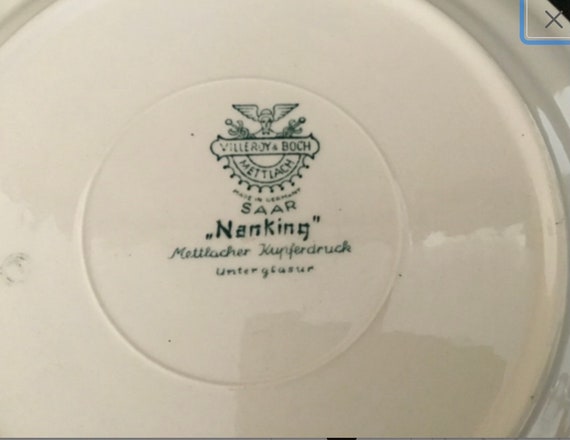 VILLEROY & BOCH
METTLACH
MADE IN GERMANY
SAAR
„Nanking"
Mettlacher Kupferdruck
Unterglasur